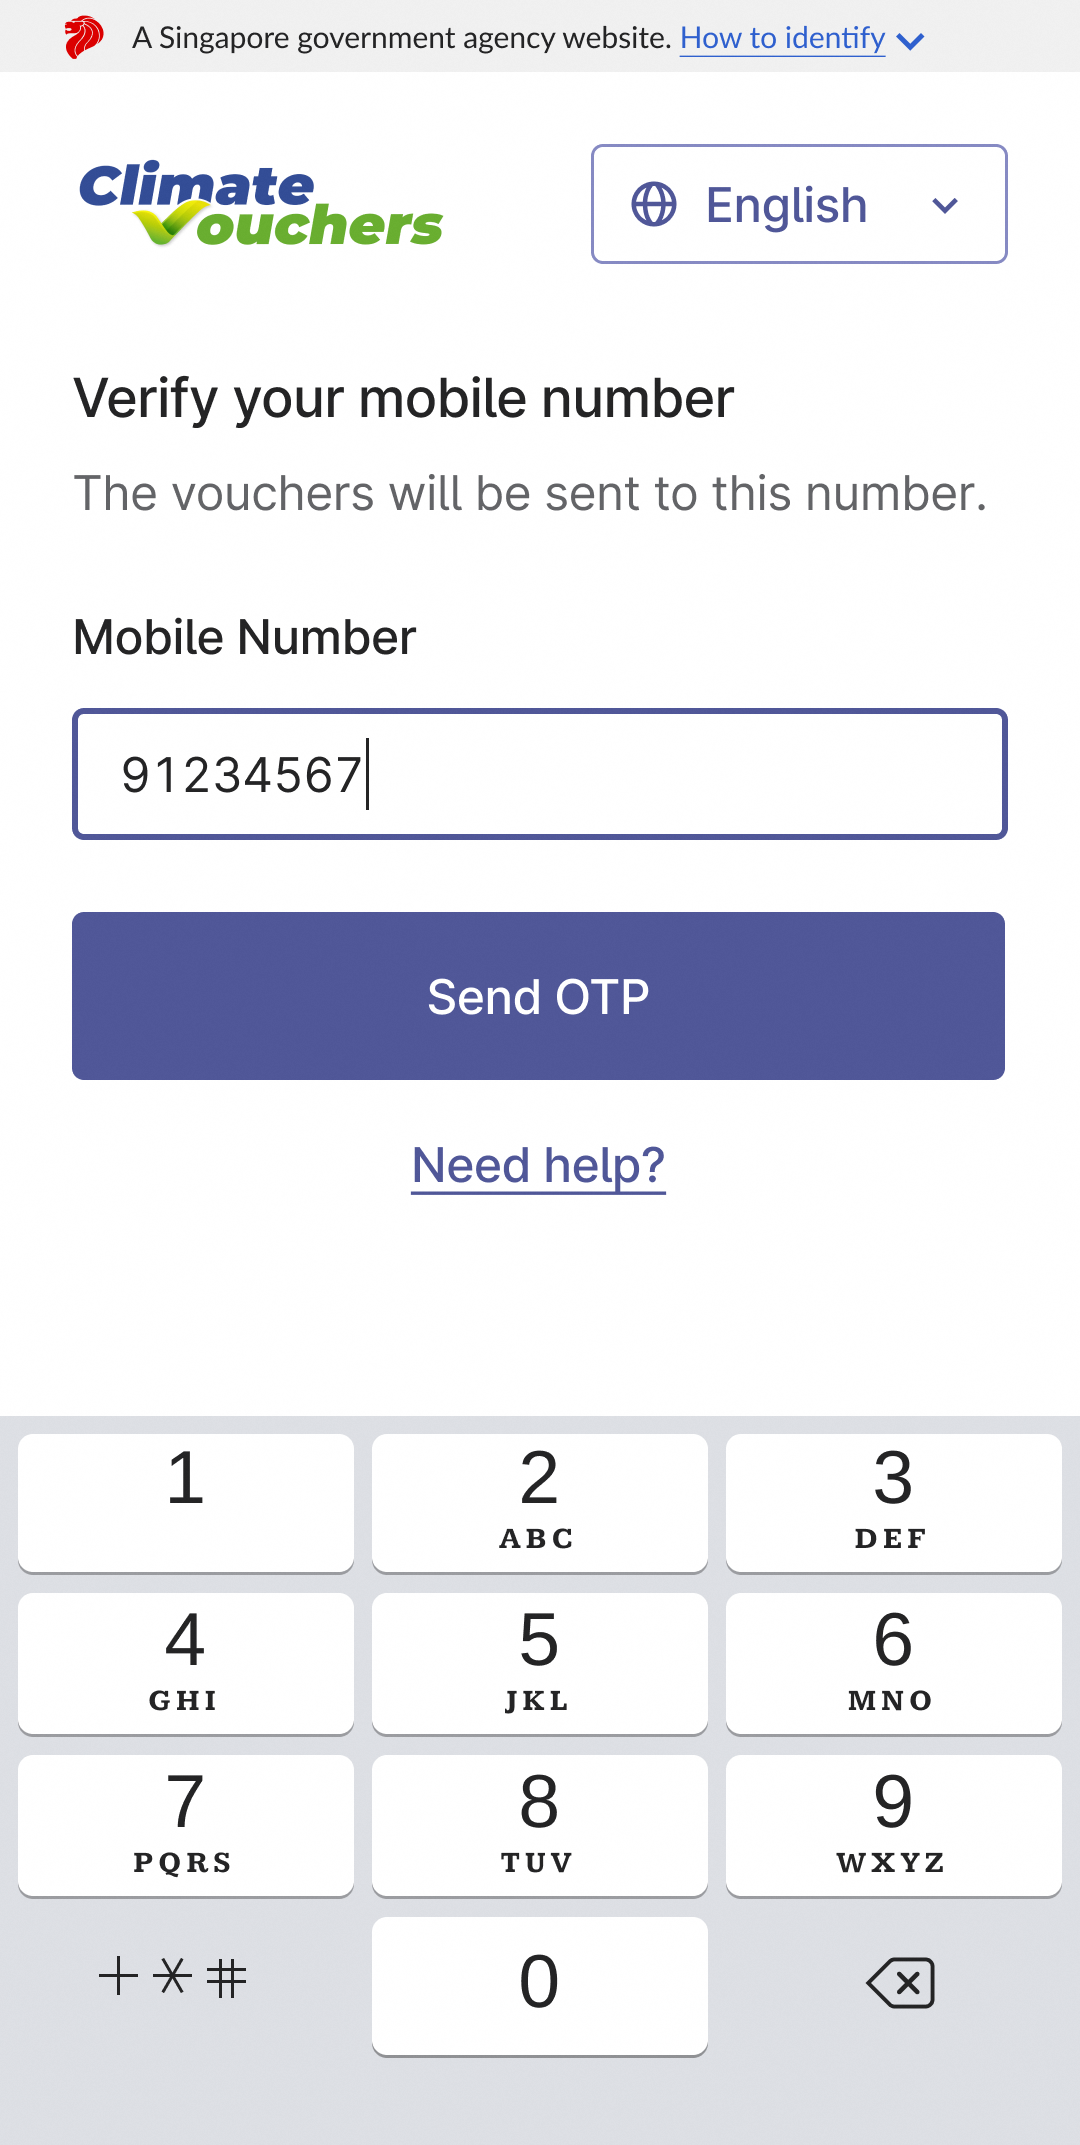 A Singapore government agency website. How to identify
Climate
Vouchers
English
Verify your mobile number
The vouchers will be sent to this number.
Mobile Number
91234567
Send OTP
Need help?
1
2
3
ABC
DEF
4
5
6
GHI
JKL
MNO
7
8
9
PQRS
TUV
WXYZ
+*#
0